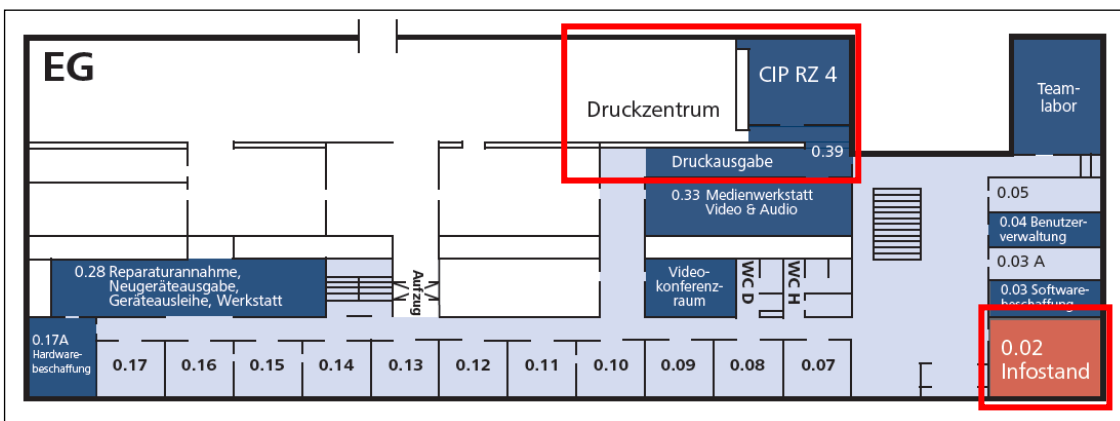 EG
CIP RZ 4
Druckzentrum
Team-
labor
Druckausgabe
0.39
0.33 Medienwerkstatt
Video & Audio
0.05
0.04 Benutzer-
verwaltung
0.03 A
0.03 Software-
beschaffung
0.28 Reparaturannahme,
Neugeräteausgabe,
Geräteausleihe, Werkstatt
Aufzug
Video-
konferenz-
raum
WC D
WC H
0.17A
Hardware-
beschaffung
0.17
0.16
0.15
0.14
0.13
0.12
0.11
0.10
0.09
0.08
0.07
0.02
Infostand